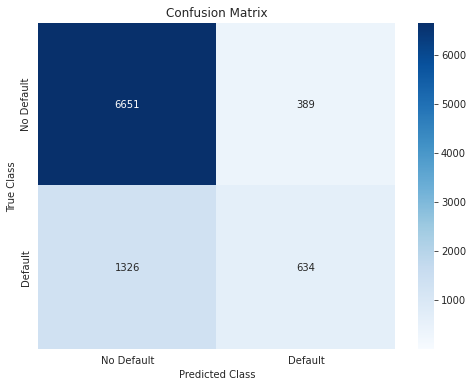 Confusion Matrix
No Default
Default
True Class
6651
389
1326
634
No Default
Default
Predicted Class
6000
5000
4000
3000
2000
1000